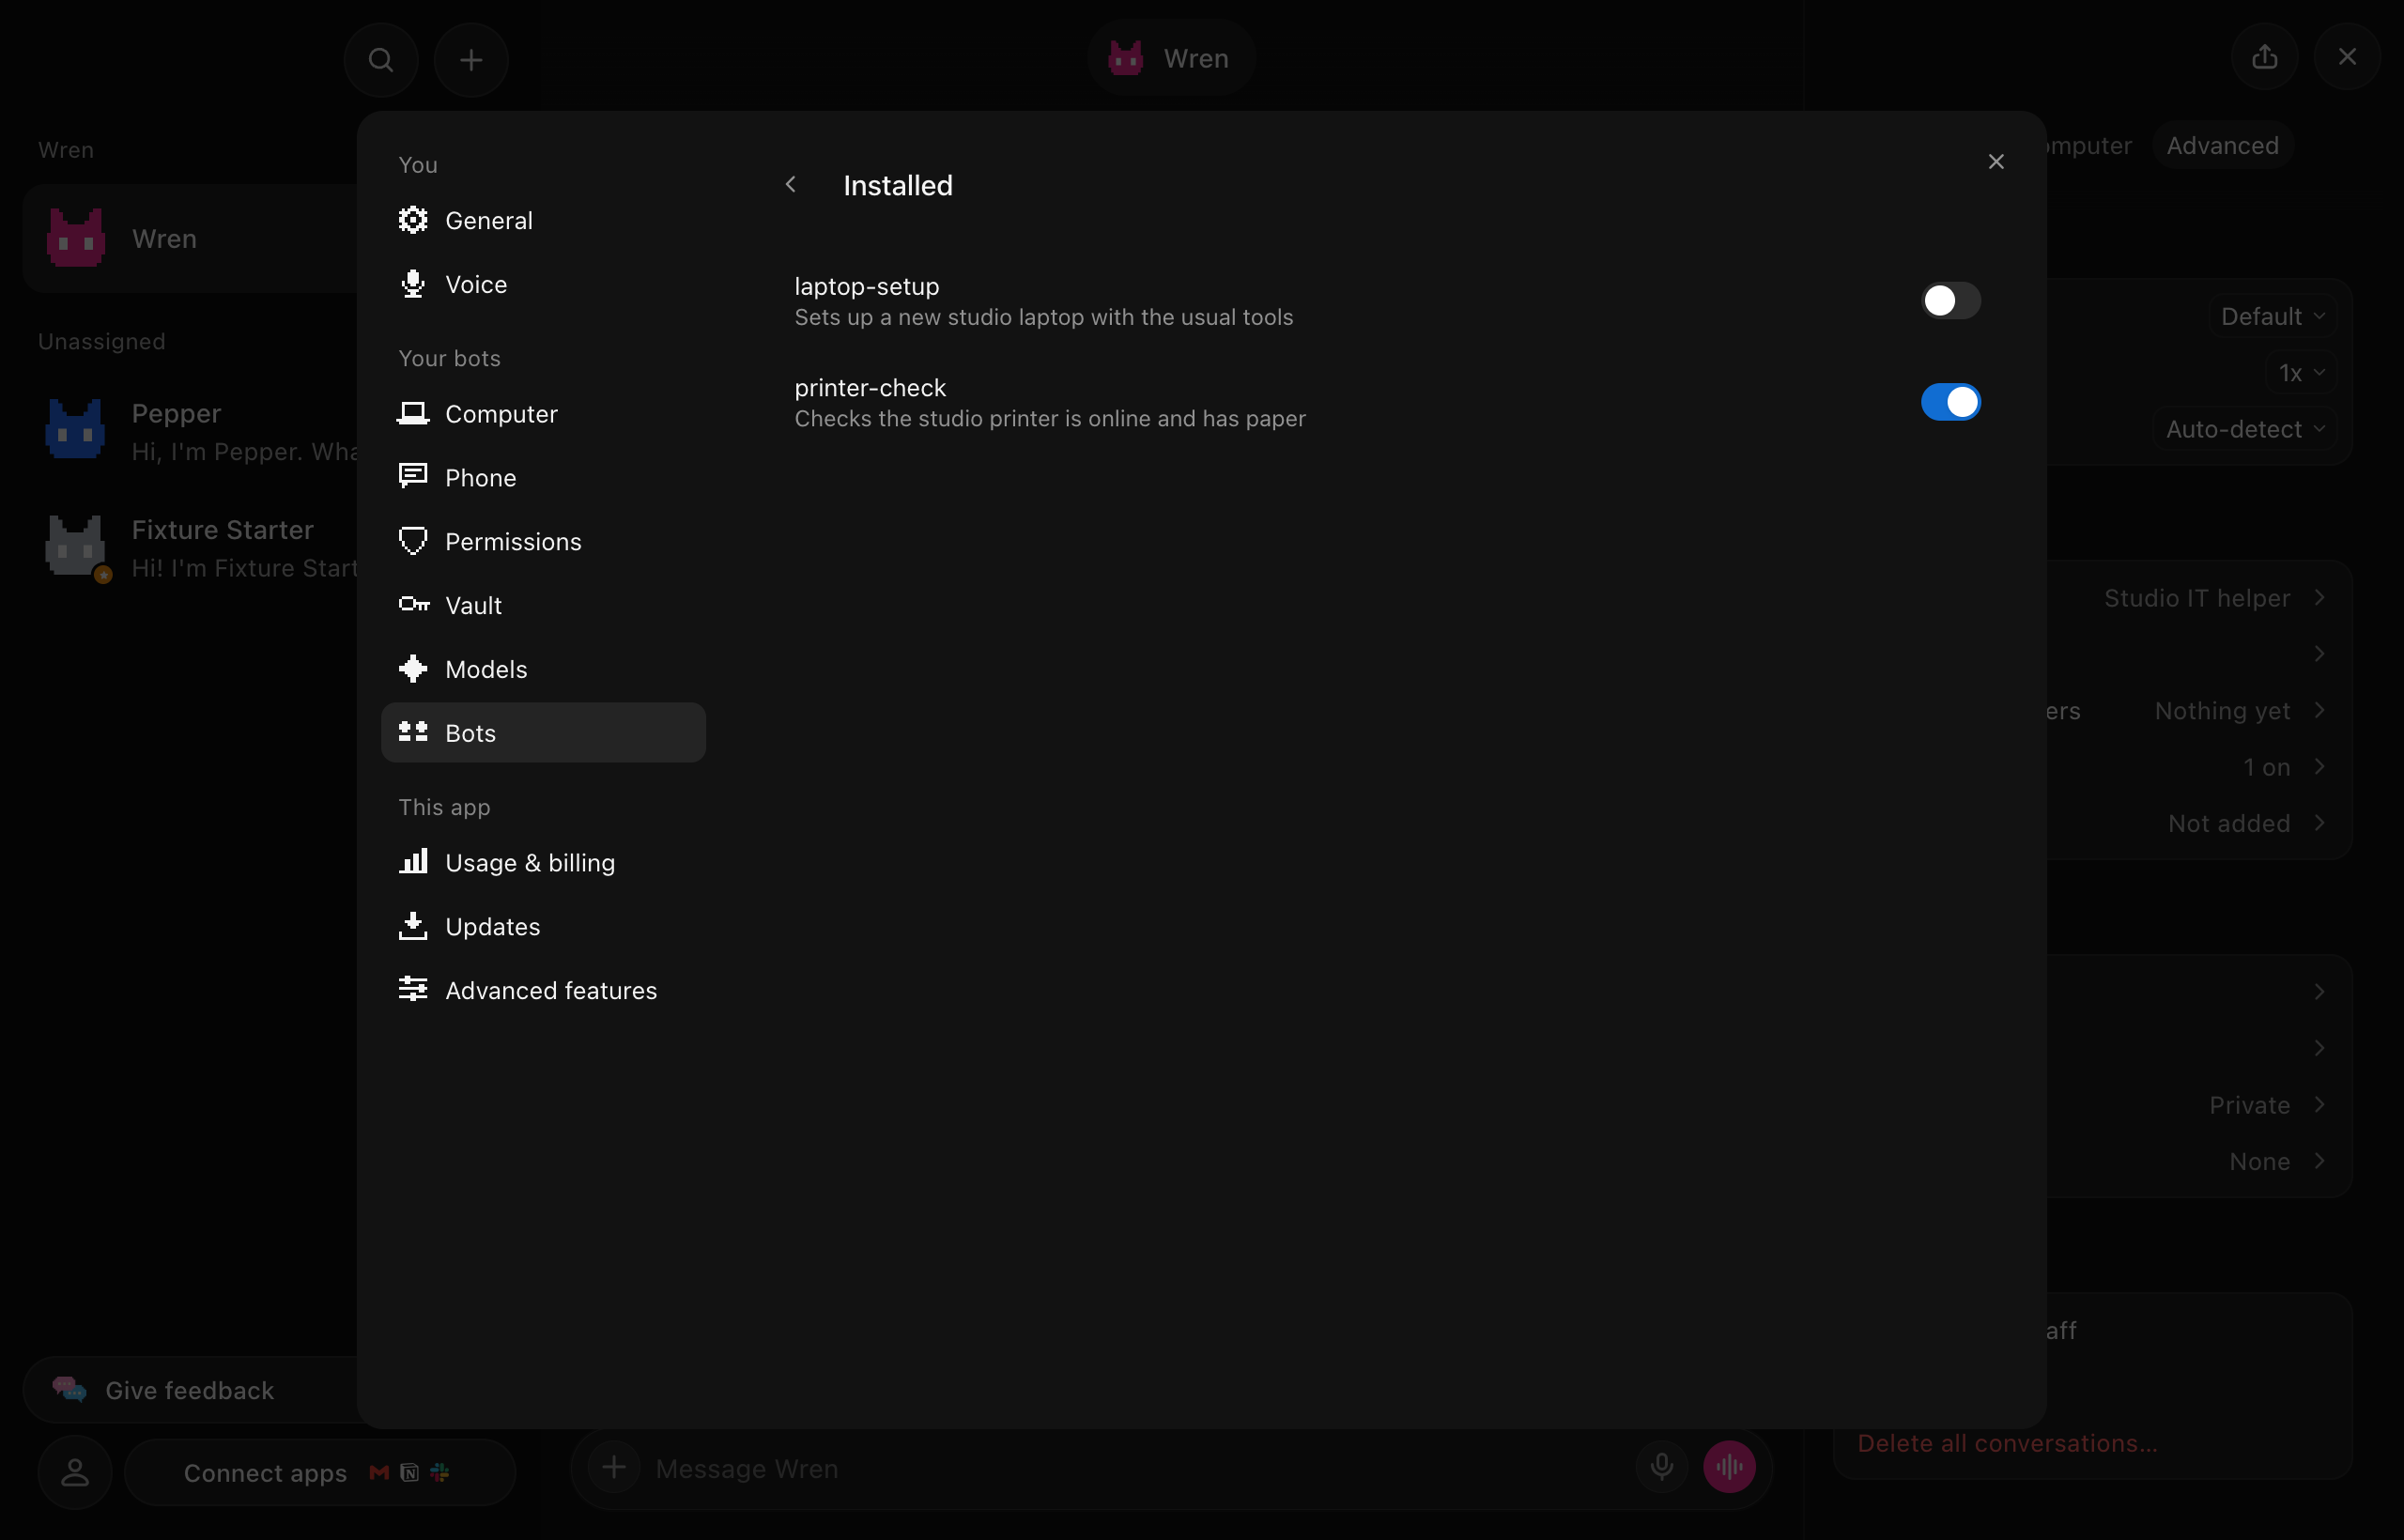 Wren
Wren
Unassigned
Pepper
Hi, I'm Pepper. Wha
Fixture Starter
Hi! I'm Fixture Start
Give feedback
Connect apps
Wren
You
General
Voice
Your bots
Computer
Phone
Permissions
Vault
Models
Bots
This app
Usage & billing
Updates
Advanced features
Installed
laptop-setup
Sets up a new studio laptop with the usual tools
printer-check
Checks the studio printer is online and has paper
Message Wren
omputer
Advanced
Default
1x
Auto-detect
Studio IT helper
ers
Nothing yet
1 on
Not added
Private
None
aff
Delete all conversations...